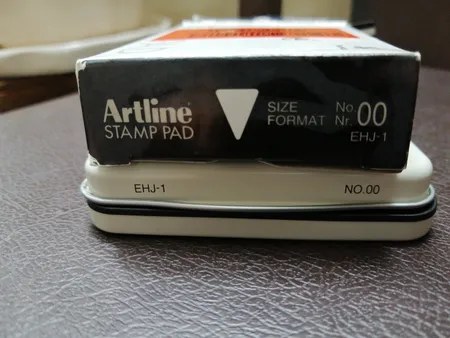 Artline
STAMP PAD
SIZE No. 00
FORMAT Nr.
EHJ-1
EHJ-1 NO.00